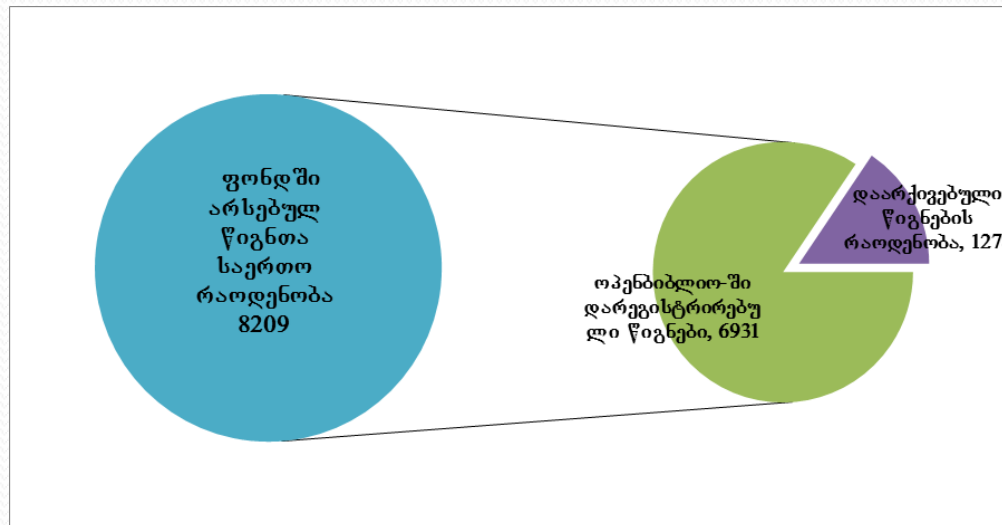 ფონდში
არსებულ
წიგნთა
საერთო
რაოდენობა
8209
ოპენბიბლიო-ში
დარეგისტრირებუ
ლი წიგნები, 6931
დაარქივებული
წიგნების
რაოდენობა, 127